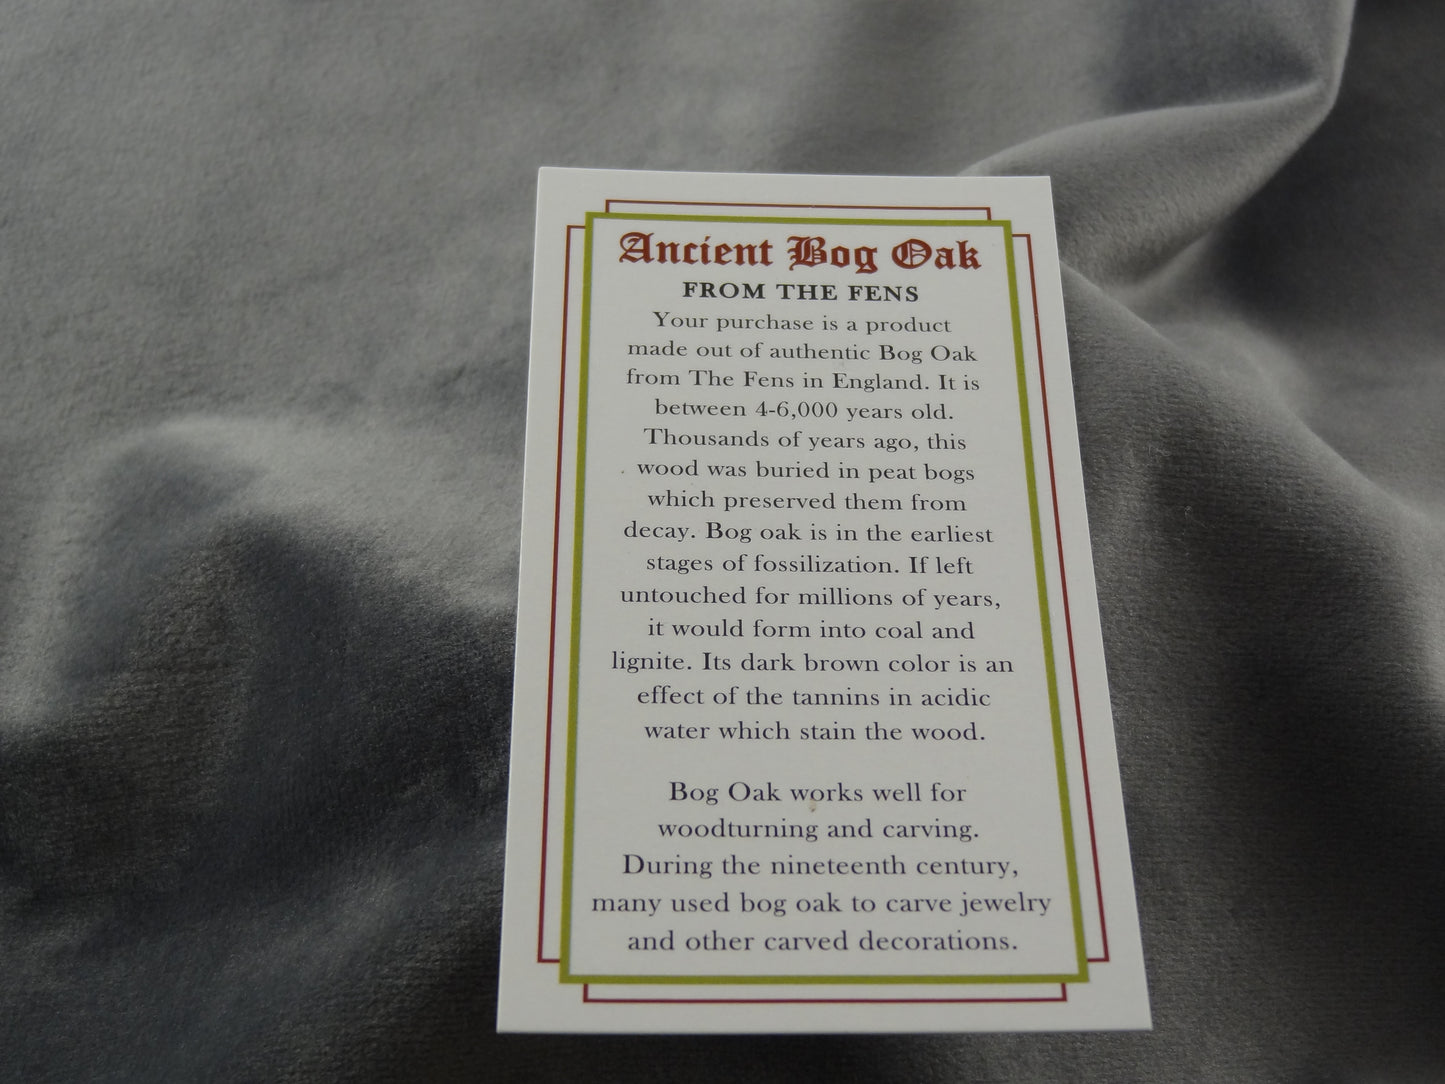 Ancient Bog Oak
FROM THE FENS
Your purchase is a product
made out of authentic Bog Oak
from The Fens in England. It is
between 4-6,000 years old.
Thousands of years ago, this
wood was buried in peat bogs
which preserved them from
decay. Bog oak is in the earliest
stages of fossilization. If left
untouched for millions of years,
it would form into coal and
lignite. Its dark brown color is an
effect of the tannins in acidic
water which stain the wood.
Bog Oak works well for
woodturning and carving.
During the nineteenth century,
many used bog oak to carve jewelry
and other carved decorations.